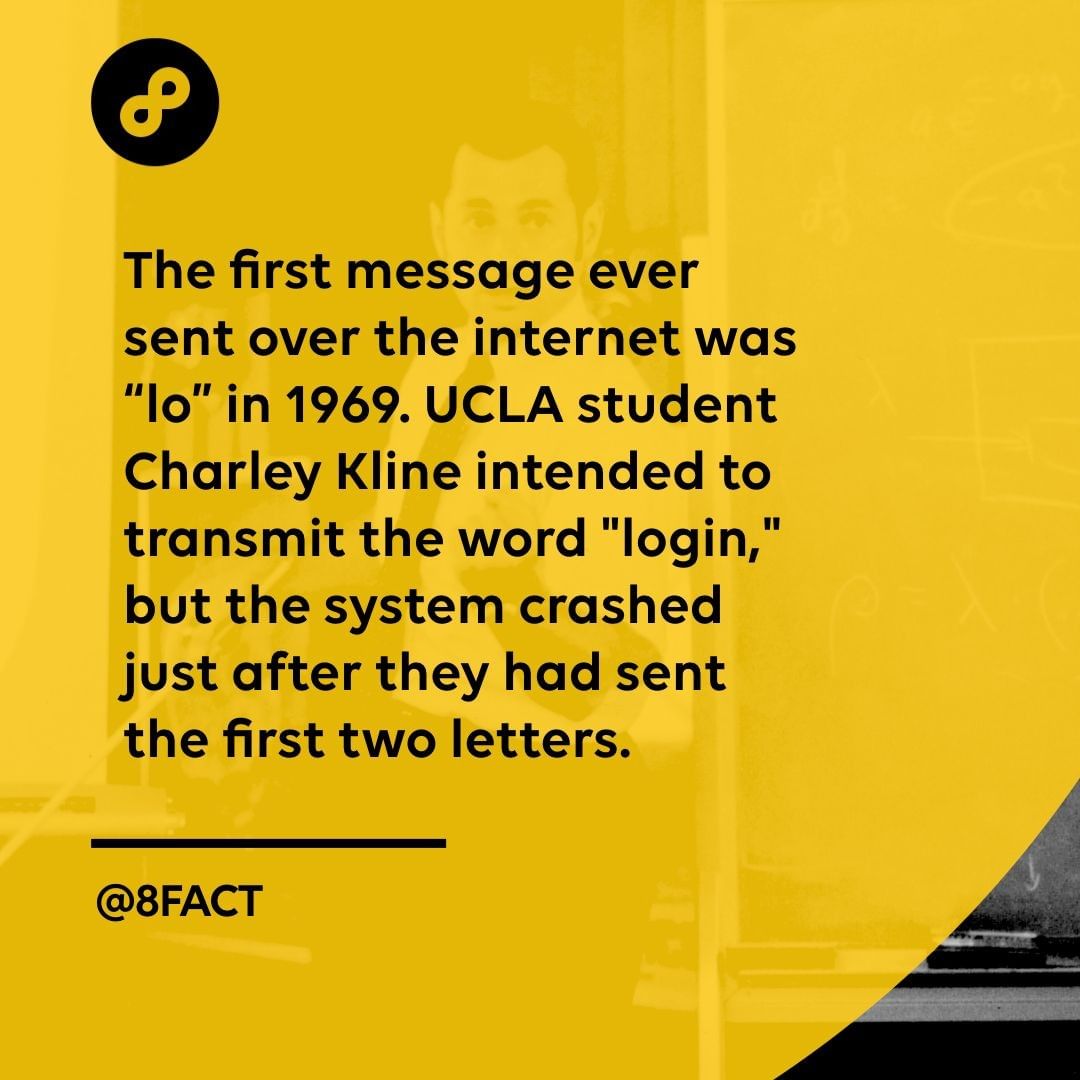 The first message ever
sent over the internet was
“lo” in 1969. UCLA student
Charley Kline intended to
transmit the word "login,"
but the system crashed
just after they had sent
the first two letters.
@8FACT